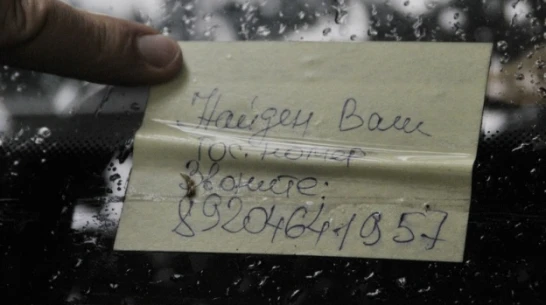 Найден Ваш
гос. номер
Звоните:
89204641957